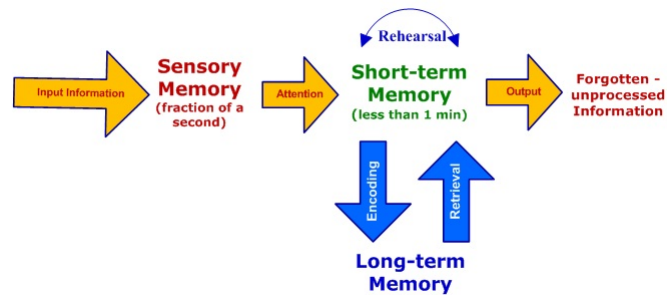 Rehearsal
Input Information
Sensory
Memory
(fraction of a
second)
Attention
Short-term
Memory
(less than 1 min)
Output
Forgotten -
unprocessed
Information
Encoding
Retrieval
Long-term
Memory